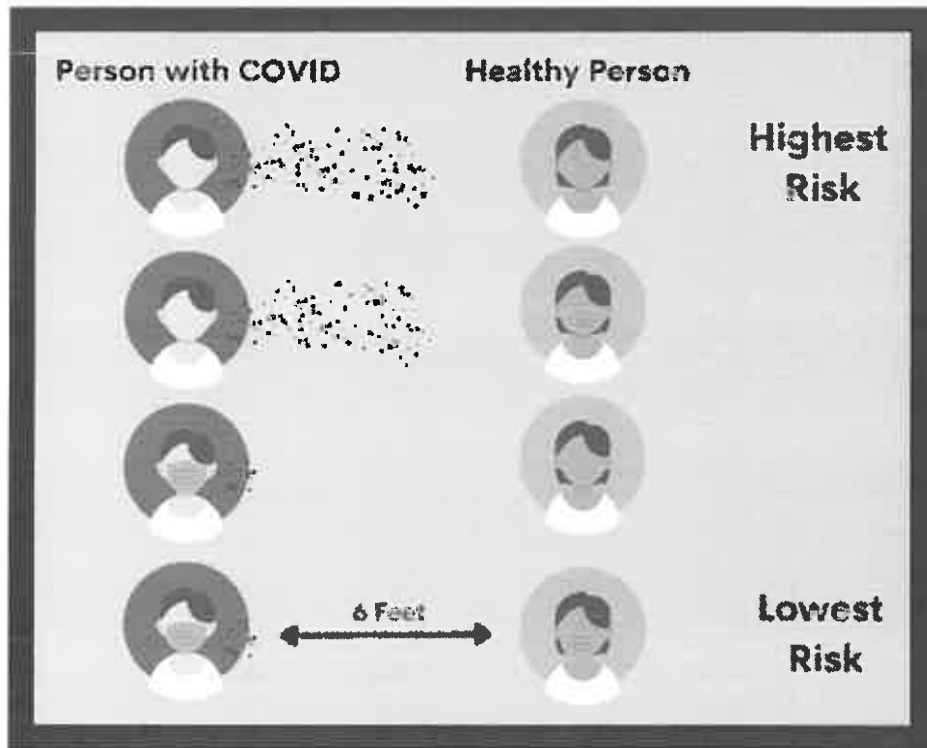 Person with COVID
Healthy Person
Highest
Risk
6 Feet
Lowest
Risk